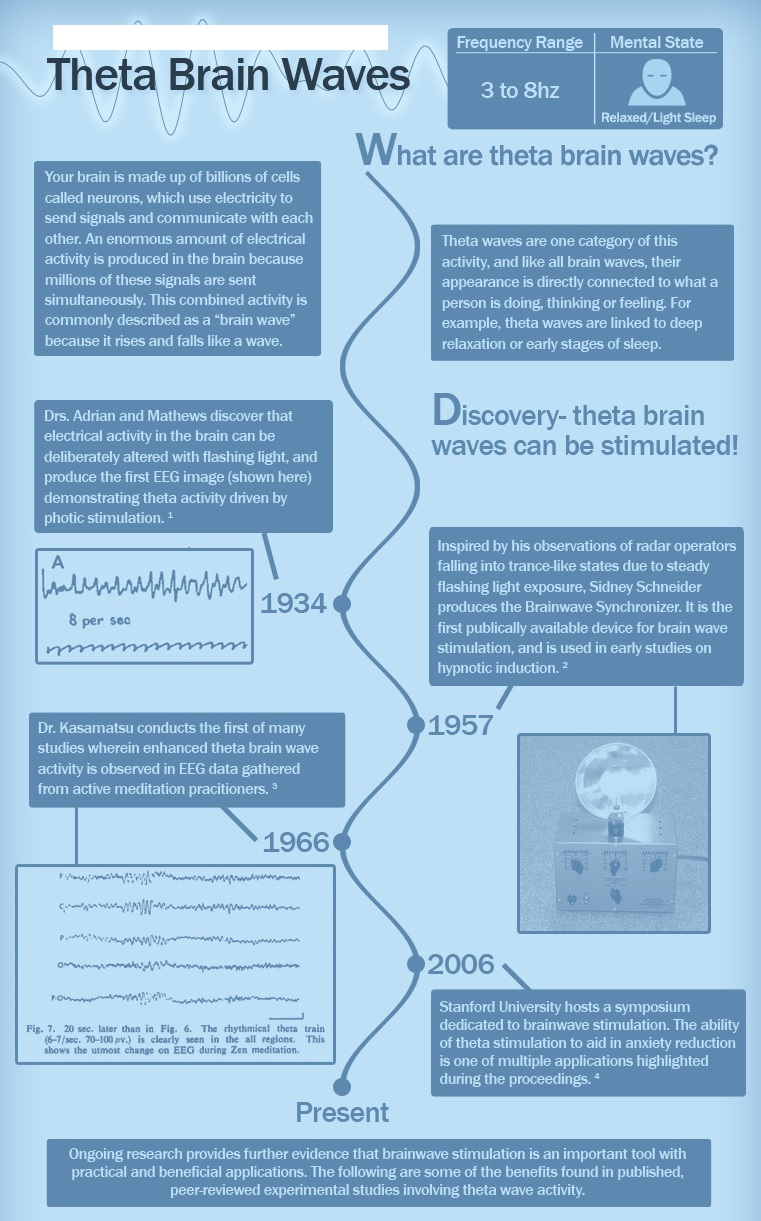 Theta Brain Waves
Frequency Range
Mental State
3 to 8hz
Relaxed/Light Sleep
What are theta brain waves?
Your brain is made up of billions of cells
called neurons, which use electricity to
send signals and communicate with each
other. An enormous amount of electrical
activity is produced in the brain because
millions of these signals are sent
simultaneously. This combined activity is
commonly described as a “brain wave”
because it rises and falls like a wave.
Theta waves are one category of this
activity, and like all brain waves, their
appearance is directly connected to what a
person is doing, thinking or feeling. For
example, theta waves are linked to deep
relaxation or early stages of sleep.
Discovery- theta brain
waves can be stimulated!
Drs. Adrian and Mathews discover that
electrical activity in the brain can be
deliberately altered with flashing light, and
produce the first EEG image (shown here)
demonstrating theta activity driven by
photic stimulation. ¹
A
8 per sec
1934
Inspired by his observations of radar operators
falling into trance-like states due to steady
flashing light exposure, Sidney Schneider
produces the Brainwave Synchronizer. It is the
first publically available device for brain wave
stimulation, and is used in early studies on
hypnotic induction. ²
1957
Dr. Kasamatsu conducts the first of many
studies wherein enhanced theta brain wave
activity is observed in EEG data gathered
from active meditation pracitioners. ³
1966
F
C
P
O
P-O
Fig. 7. 20 sec. later than in Fig. 6. The rhythmical theta train
(6–7/sec. 70–100 μv.) is clearly seen in the all regions. This
shows the utmost change on EEG during Zen meditation.
2006
Stanford University hosts a symposium
dedicated to brainwave stimulation. The ability
of theta stimulation to aid in anxiety reduction
is one of multiple applications highlighted
during the proceedings. ⁴
Present
Ongoing research provides further evidence that brainwave stimulation is an important tool with
practical and beneficial applications. The following are some of the benefits found in published,
peer-reviewed experimental studies involving theta wave activity.